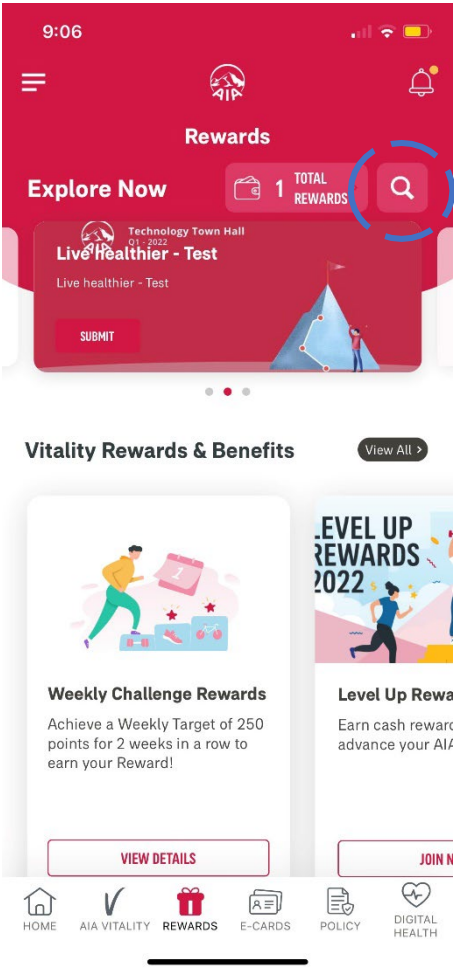 9:06
AIA
Rewards
Explore Now
1 TOTAL
REWARDS
AIA
Technology Town Hall
Q1 - 2022
Live Healthier - Test
Live healthier - Test
SUBMIT
Vitality Rewards & Benefits
View All >
1
LEVEL UP
REWARDS
2022
Weekly Challenge Rewards
Achieve a Weekly Target of 250
points for 2 weeks in a row to
earn your Reward!
VIEW DETAILS
Level Up Rewa
Earn cash reward
advance your AIA
JOIN N
HOME
AIA VITALITY
REWARDS
E-CARDS
POLICY
DIGITAL
HEALTH